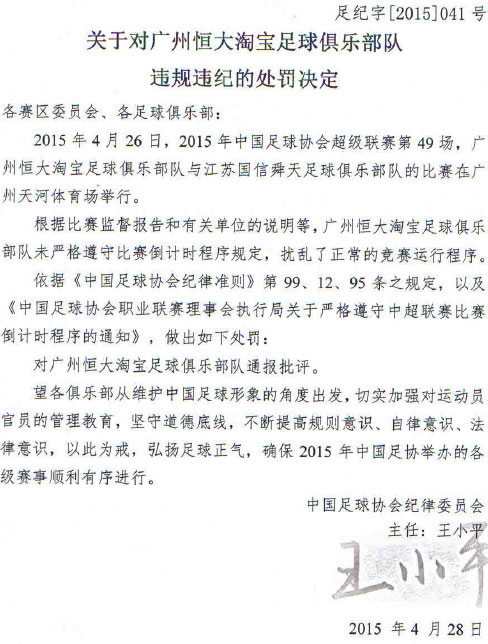 足纪字[2015]041 号
关于对广州恒大淘宝足球俱乐部队
违规违纪的处罚决定
各赛区委员会、各足球俱乐部：
2015 年 4 月 26 日，2015 年中国足球协会超级联赛第 49 场，广
州恒大淘宝足球俱乐部队与江苏国信舜天足球俱乐部队的比赛在广
州天河体育场举行。
根据比赛监督报告和有关单位的说明等，广州恒大淘宝足球俱乐
部队未严格遵守比赛倒计时程序规定，扰乱了正常的竞赛运行程序。
依据《中国足球协会纪律准则》第 99、12、95 条之规定，以及
《中国足球协会职业联赛理事会执行局关于严格遵守中超联赛比赛
倒计时程序的通知》，做出如下处罚：
对广州恒大淘宝足球俱乐部队通报批评。
望各俱乐部从维护中国足球形象的角度出发，切实加强对运动员
官员的管理教育，坚守道德底线，不断提高规则意识、自律意识、法
律意识，以此为戒，弘扬足球正气，确保 2015 年中国足协举办的各
级赛事顺利有序进行。
中国足球协会纪律委员会
主任：王小平
王小平
2015 年 4 月 28 日